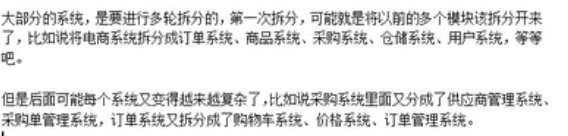 大部分的系统，是要进行多轮拆分的，第一次拆分，可能就是将以前的多个模块该拆分开来
了，比如说将电商系统拆分成订单系统、商品系统、采购系统、仓储系统、用户系统，等等
吧。
但是后面可能每个系统又变得越来越复杂了，比如说采购系统里面又分成了供应商管理系统、
采购单管理系统，订单系统又拆分成了购物车系统、价格系统、订单管理系统。